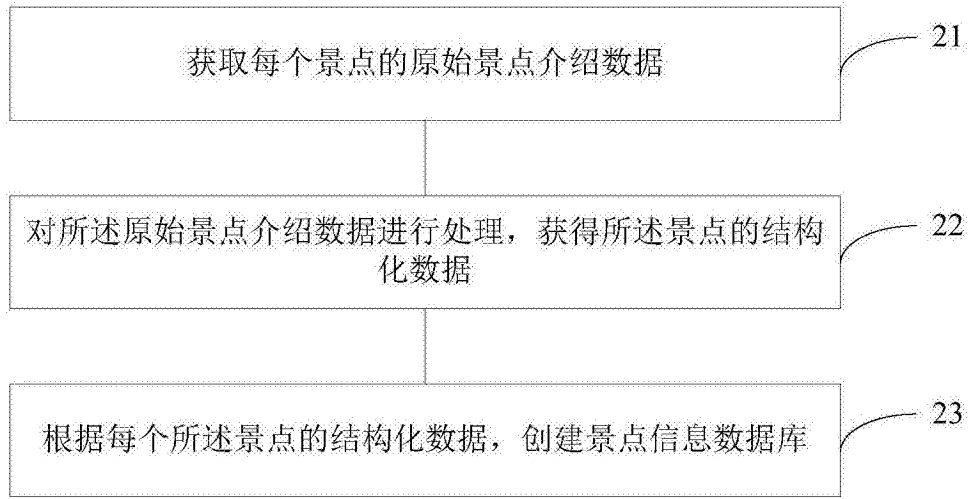 获取每个景点的原始景点介绍数据
21
对所述原始景点介绍数据进行处理，获得所述景点的结构
化数据
22
根据每个所述景点的结构化数据，创建景点信息数据库
23